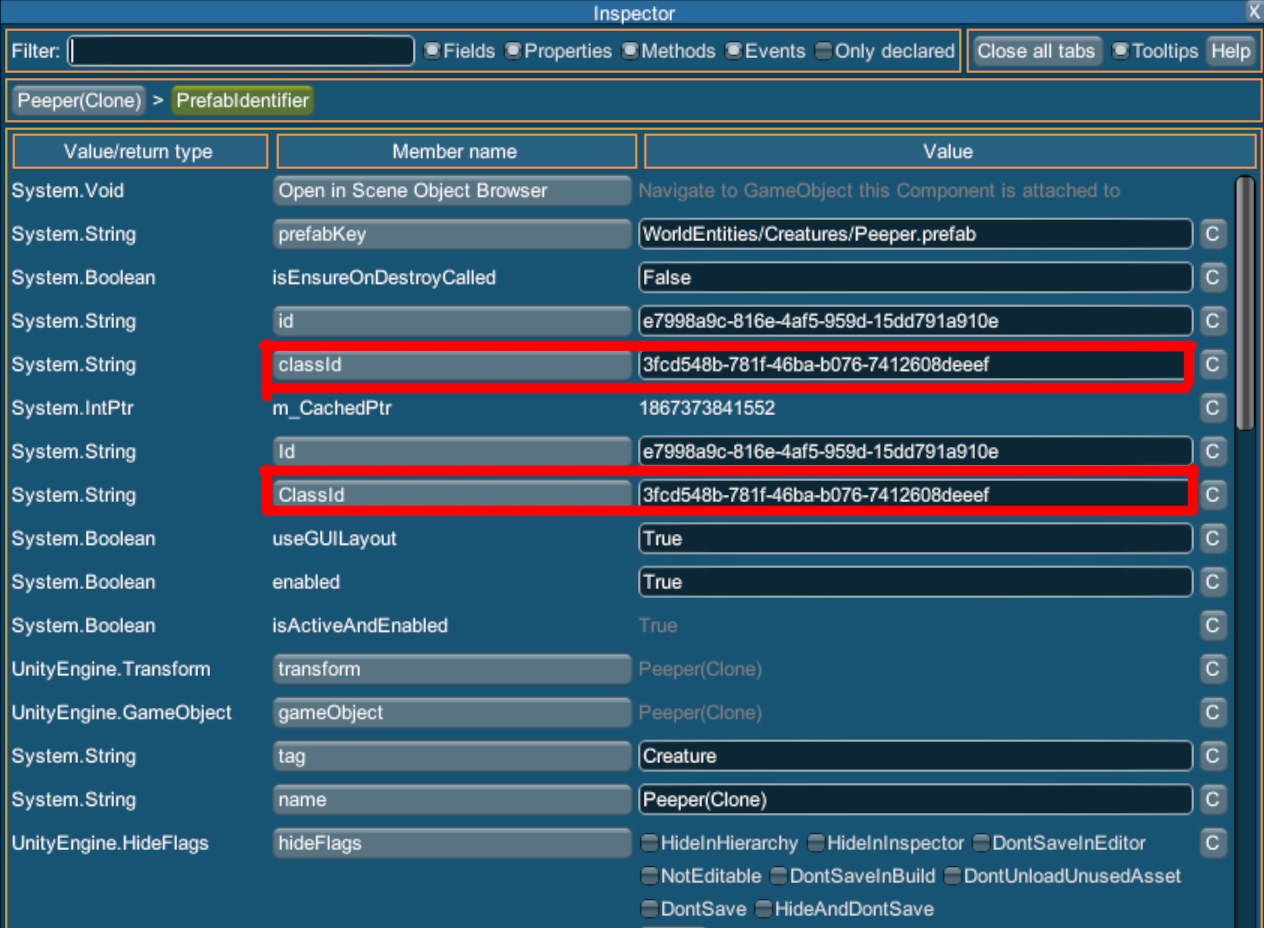 Inspector X
Filter: Fields Properties Methods Events Only declared Close all tabs Tooltips Help
Peeper(Clone) > PrefabIdentifier
Value/return type Member name Value
System.Void Open in Scene Object Browser Navigate to GameObject this Component is attached to
System.String prefabKey WorldEntities/Creatures/Peeper.prefab C
System.Boolean isEnsureOnDestroyCalled False C
System.String id e7998a9c-816e-4af5-959d-15dd791a910e C
System.String classId 3fcd548b-781f-46ba-b076-7412608deeef C
System.IntPtr m_CachedPtr 1867373841552 C
System.String Id e7998a9c-816e-4af5-959d-15dd791a910e C
System.String ClassId 3fcd548b-781f-46ba-b076-7412608deeef C
System.Boolean useGUILayout True C
System.Boolean enabled True C
System.Boolean isActiveAndEnabled True C
UnityEngine.Transform transform Peeper(Clone) C
UnityEngine.GameObject gameObject Peeper(Clone) C
System.String tag Creature C
System.String name Peeper(Clone) C
UnityEngine.HideFlags hideFlags HideInHierarchy HideInInspector DontSaveInEditor C
NotEditable DontSaveInBuild DontUnloadUnusedAsset
DontSave HideAndDontSave